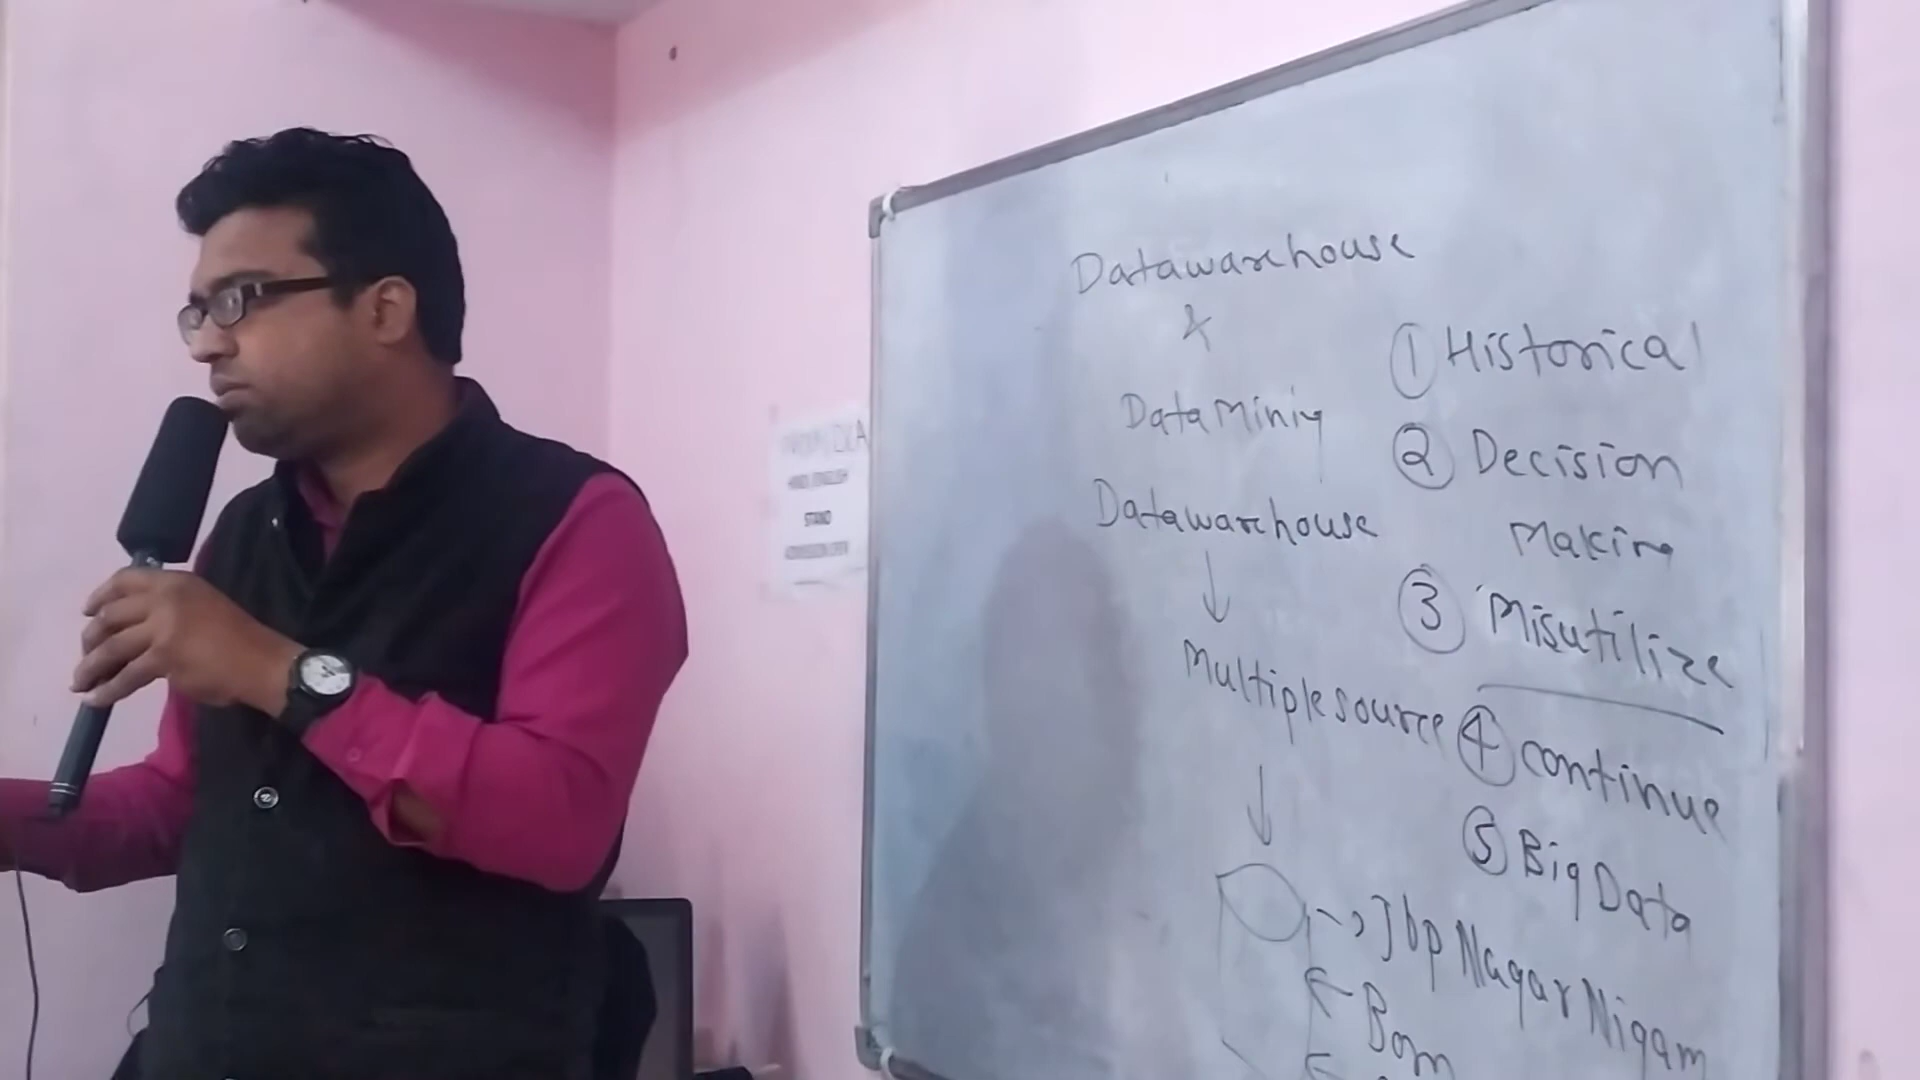 Datawarehouse
&
Data Mining
Datawarehouse
Multiple source
① Historical
② Decision
Making
③ Misutilize
④ continue
⑤ Big Data
Jbp Nagar Nigam
Bom
STAND